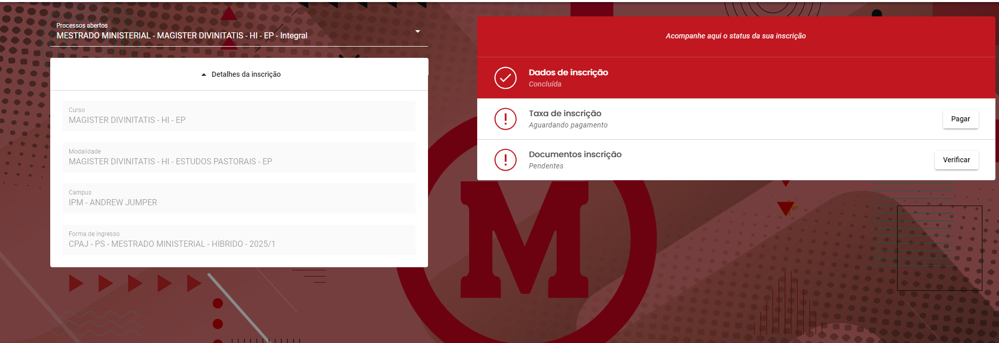 Processos abertos
MESTRADO MINISTERIAL - MAGISTER DIVINITATIS - HI - EP - Integral
Detalhes da inscrição
Curso
MAGISTER DIVINITATIS - HI - EP
Modalidade
MAGISTER DIVINITATIS - HI - ESTUDOS PASTORAIS - EP
Campus
IPM - ANDREW JUMPER
Forma de ingresso
CPAJ - PS - MESTRADO MINISTERIAL - HÍBRIDO - 2025/1
Acompanhe aqui o status da sua inscrição
Dados de inscrição
Concluída
Taxa de inscrição
Aguardando pagamento
Pagar
Documentos inscrição
Pendentes
Verificar
M